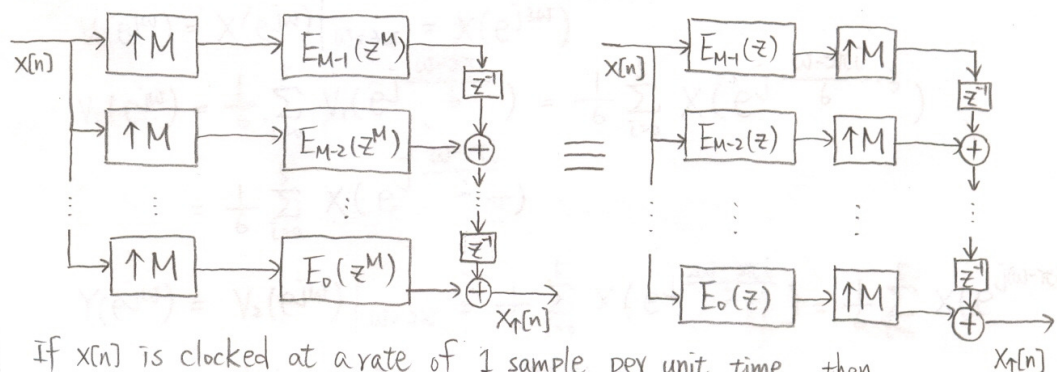 ↑M E_{M-1}(z^M) E_{M-1}(z) ↑M
x[n] z^{-1} x[n] z^{-1}
↑M E_{M-2}(z^M) + ≡ E_{M-2}(z) ↑M +
... ... ... ... ... ... ... ...
z^{-1} z^{-1}
↑M E_0(z^M) + E_0(z) ↑M +
x_↑[n] x_↑[n]
If x[n] is clocked at a rate of 1 sample per unit time, then